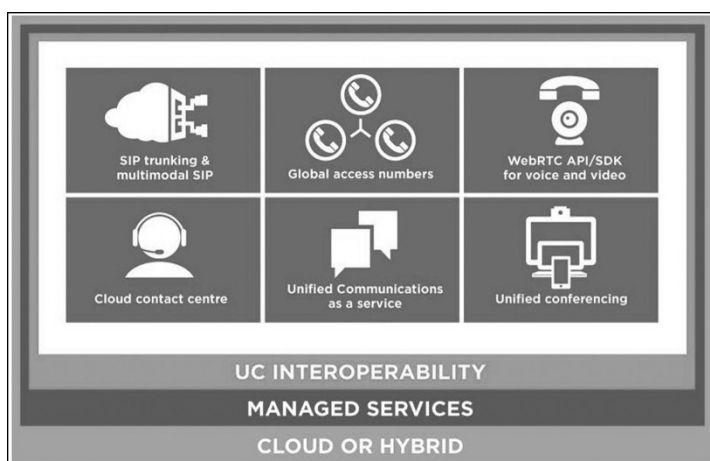 SIP trunking &
multimodal SIP
Global access numbers
WebRTC API/SDK
for voice and video
Cloud contact centre
Unified Communications
as a service
Unified conferencing
UC INTEROPERABILITY
MANAGED SERVICES
CLOUD OR HYBRID